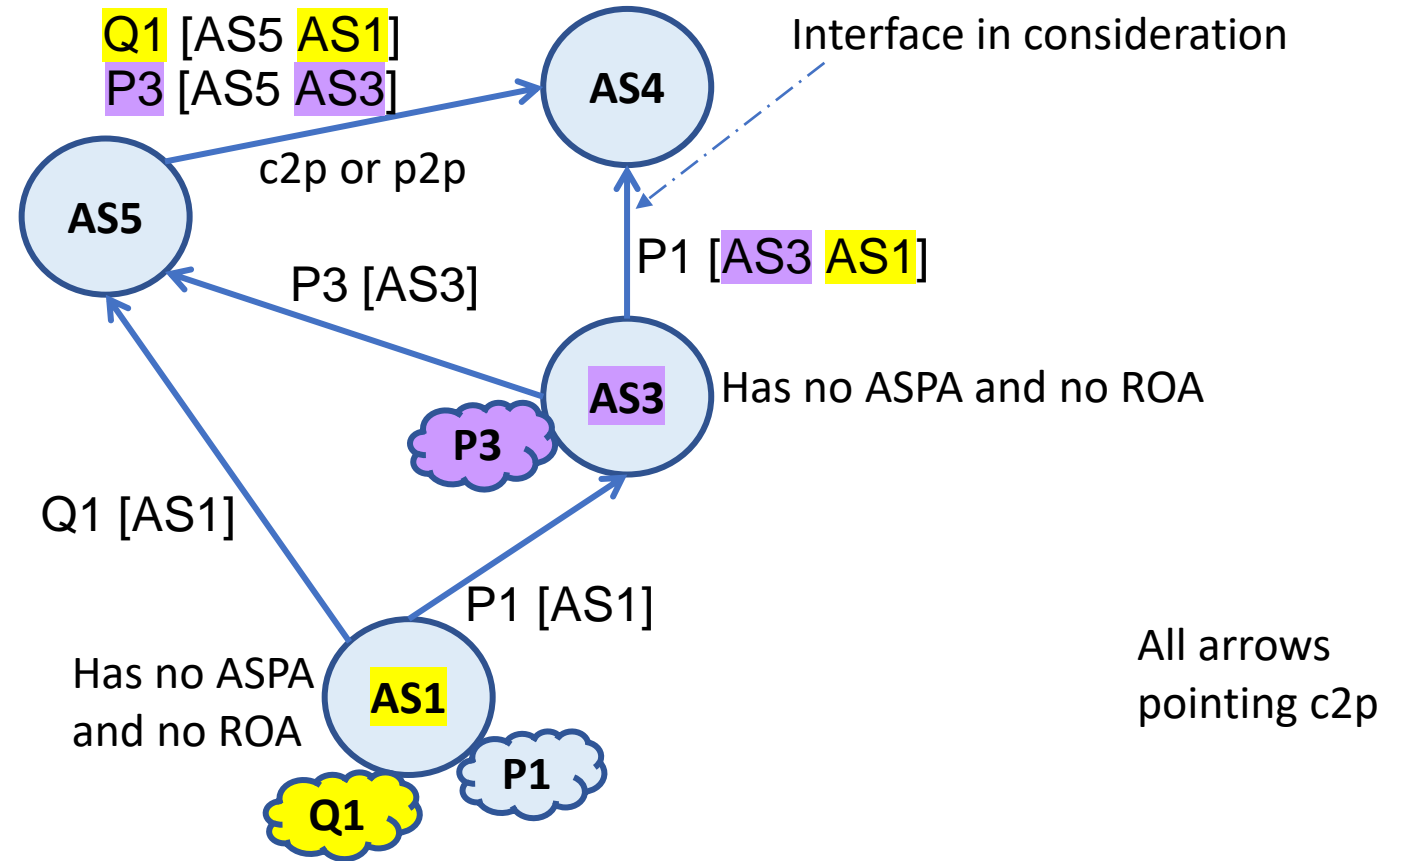 Q1 [AS5 AS1]
P3 [AS5 AS3]
Interface in consideration
AS4
c2p or p2p
AS5
P1 [AS3 AS1]
P3 [AS3]
AS3
Has no ASPA and no ROA
P3
Q1 [AS1]
P1 [AS1]
Has no ASPA
and no ROA
AS1
All arrows
pointing c2p
P1
Q1